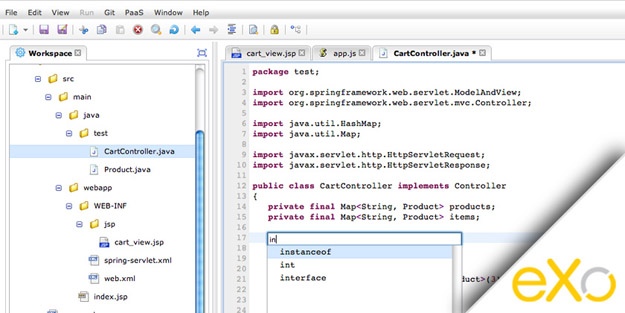 File Workspace Edit View Run Git PaaS Window Help
Workspace
src
main
java
test
CartController.java
Product.java
webapp
WEB-INF
jsp
cart_view.jsp
spring-servlet.xml
web.xml
index.jsp
cart_view.jsp app.js CartController.java *
1 package test;
2
3 import org.springframework.web.servlet.ModelAndView;
4 import org.springframework.web.servlet.mvc.Controller;
5
6 import java.util.HashMap;
7 import java.util.Map;
8
9 import javax.servlet.http.HttpServletRequest;
10 import javax.servlet.http.HttpServletResponse;
11
12 public class CartController implements Controller
13 {
14 private final Map<String, Product> products;
15 private final Map<String, Product> items;
16
17 in
18 instanceof
19 int
20 interface
21
22
23
24